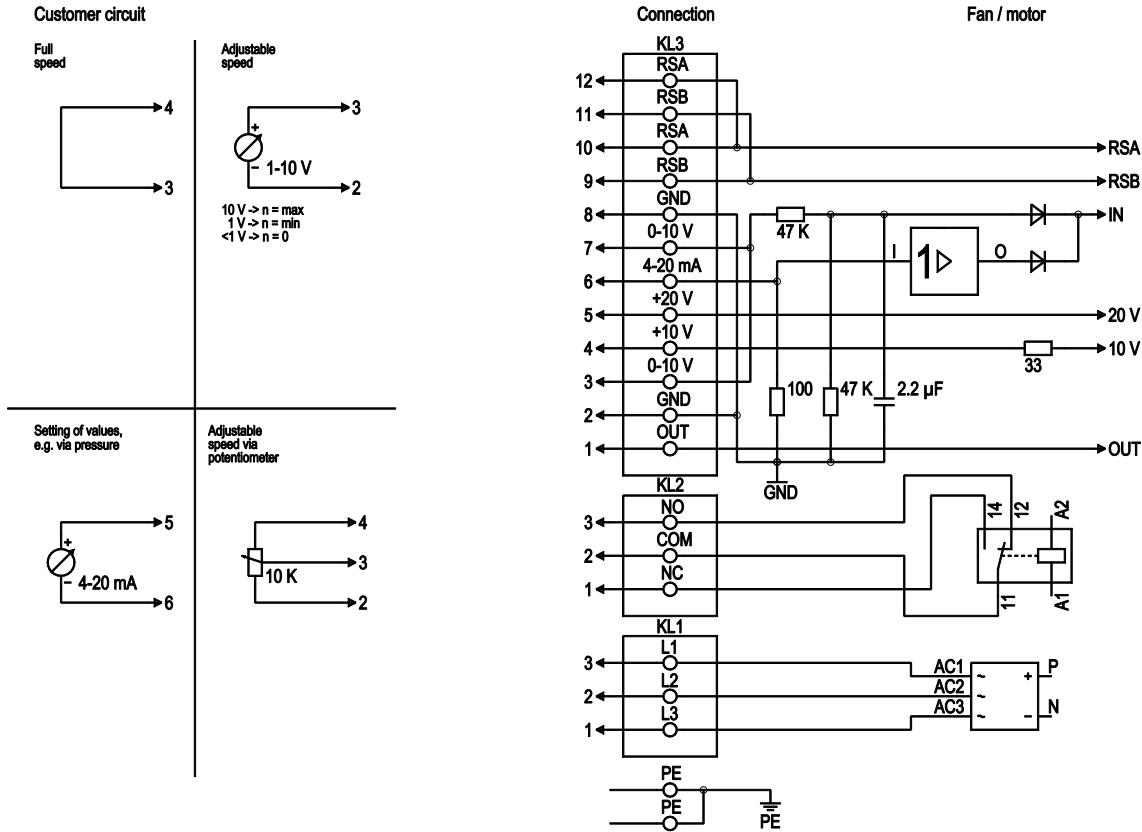 Customer circuit
Connection
Fan / motor
Full
speed
Adjustable
speed
4
3
3
+
1-10 V
–
2
10 V -> n = max
1 V -> n = min
<1 V -> n = 0
Setting of values,
e.g. via pressure
Adjustable
speed via
potentiometer
5
+
4-20 mA
–
6
4
3
10 K
2
KL3
RSA
12
RSB
11
RSA
10
RSA
RSB
9
RSB
GND
8
IN
47 K
0-10 V
7
I
1
O
4-20 mA
6
+20 V
5
20 V
+10 V
4
10 V
33
0-10 V
3
100
47 K
2.2 µF
GND
2
OUT
1
OUT
GND
KL2
NO
3
14
12
A2
COM
2
NC
1
11
A1
KL1
L1
3
AC1
~
+
P
L2
2
AC2
~
L3
1
AC3
~
–
N
PE
PE
PE